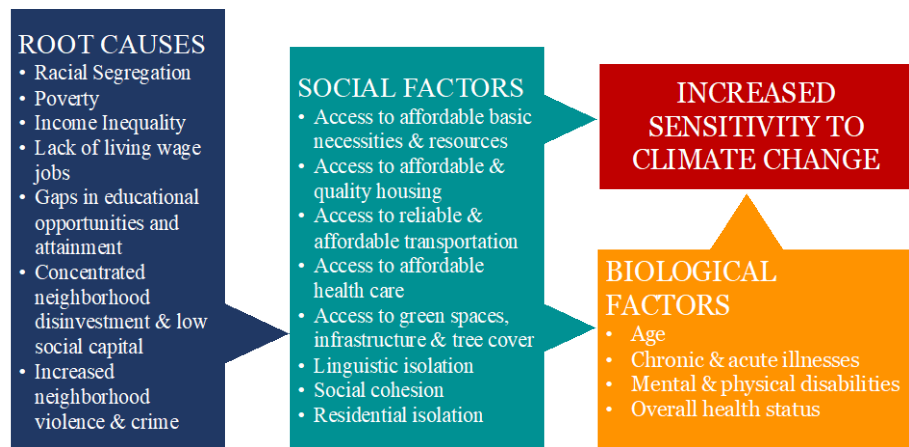 ROOT CAUSES
• Racial Segregation
• Poverty
• Income Inequality
• Lack of living wage
jobs
• Gaps in educational
opportunities and
attainment
• Concentrated
neighborhood
disinvestment & low
social capital
• Increased
neighborhood
violence & crime
SOCIAL FACTORS
• Access to affordable basic
necessities & resources
• Access to affordable &
quality housing
• Access to reliable &
affordable transportation
• Access to affordable
health care
• Access to green spaces,
infrastructure & tree cover
• Linguistic isolation
• Social cohesion
• Residential isolation
INCREASED
SENSITIVITY TO
CLIMATE CHANGE
BIOLOGICAL
FACTORS
• Age
• Chronic & acute illnesses
• Mental & physical disabilities
• Overall health status